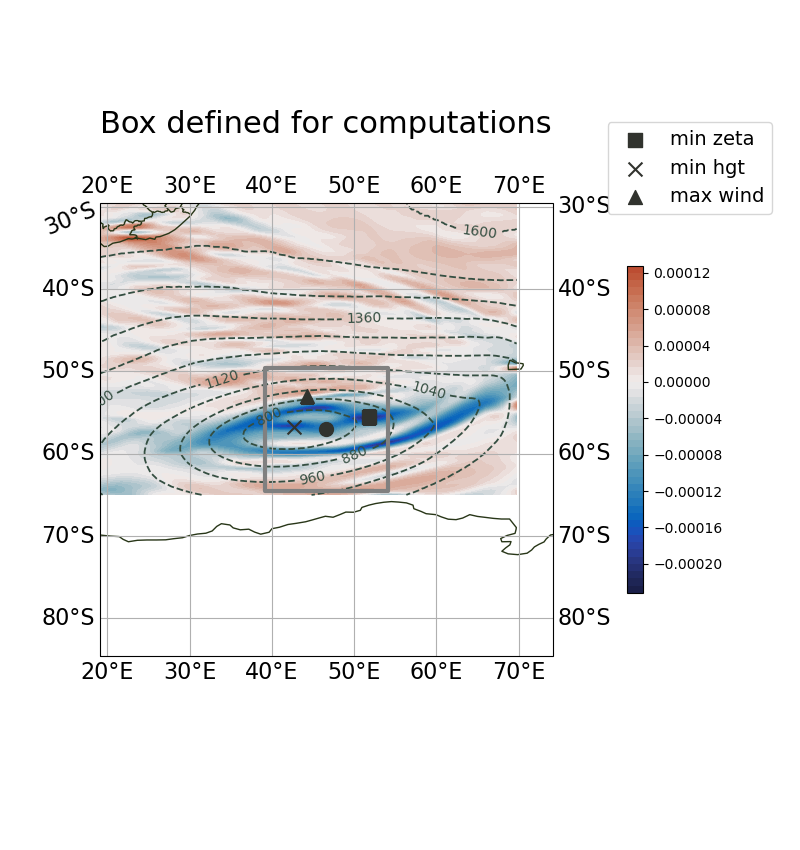 Box defined for computations
min zeta
min hgt
max wind
20°E 30°E 40°E 50°E 60°E 70°E
30°S 30°S
40°S 40°S
50°S 50°S
60°S 60°S
70°S 70°S
80°S 80°S
20°E 30°E 40°E 50°E 60°E 70°E
1600
1360
1120
1040
800
880
960
0.00012
0.00008
0.00004
0.00000
−0.00004
−0.00008
−0.00012
−0.00016
−0.00020